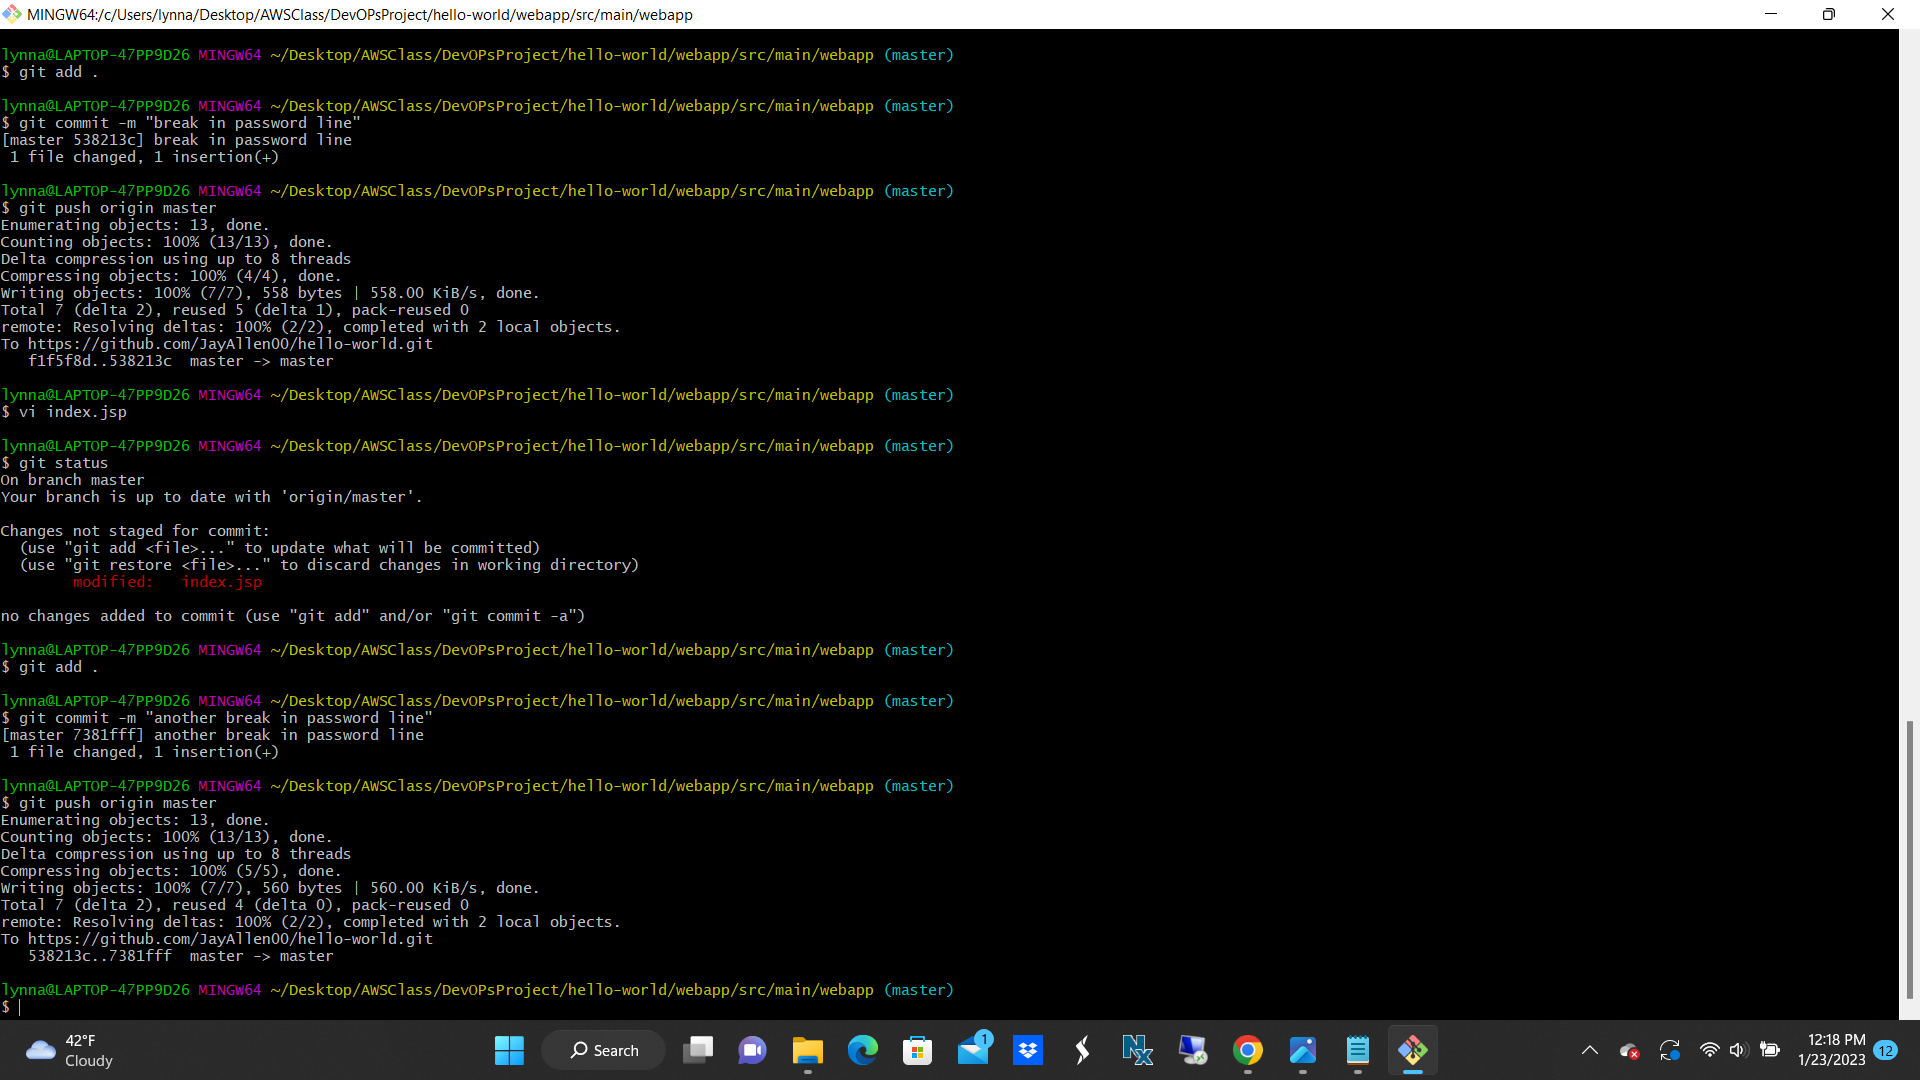 MINGW64:/c/Users/lynna/Desktop/AWSClass/DevOPsProject/hello-world/webapp/src/main/webapp
lynna@LAPTOP-47PP9D26 MINGW64 ~/Desktop/AWSClass/DevOPsProject/hello-world/webapp/src/main/webapp (master)
$ git add .
lynna@LAPTOP-47PP9D26 MINGW64 ~/Desktop/AWSClass/DevOPsProject/hello-world/webapp/src/main/webapp (master)
$ git commit -m "break in password line"
[master 538213c] break in password line
 1 file changed, 1 insertion(+)
lynna@LAPTOP-47PP9D26 MINGW64 ~/Desktop/AWSClass/DevOPsProject/hello-world/webapp/src/main/webapp (master)
$ git push origin master
Enumerating objects: 13, done.
Counting objects: 100% (13/13), done.
Delta compression using up to 8 threads
Compressing objects: 100% (4/4), done.
Writing objects: 100% (7/7), 558 bytes | 558.00 KiB/s, done.
Total 7 (delta 2), reused 5 (delta 1), pack-reused 0
remote: Resolving deltas: 100% (2/2), completed with 2 local objects.
To https://github.com/JayAllen00/hello-world.git
   f1f5f8d..538213c  master -> master
lynna@LAPTOP-47PP9D26 MINGW64 ~/Desktop/AWSClass/DevOPsProject/hello-world/webapp/src/main/webapp (master)
$ vi index.jsp
lynna@LAPTOP-47PP9D26 MINGW64 ~/Desktop/AWSClass/DevOPsProject/hello-world/webapp/src/main/webapp (master)
$ git status
On branch master
Your branch is up to date with 'origin/master'.
Changes not staged for commit:
  (use "git add <file>..." to update what will be committed)
  (use "git restore <file>..." to discard changes in working directory)
        modified:   index.jsp
no changes added to commit (use "git add" and/or "git commit -a")
lynna@LAPTOP-47PP9D26 MINGW64 ~/Desktop/AWSClass/DevOPsProject/hello-world/webapp/src/main/webapp (master)
$ git add .
lynna@LAPTOP-47PP9D26 MINGW64 ~/Desktop/AWSClass/DevOPsProject/hello-world/webapp/src/main/webapp (master)
$ git commit -m "another break in password line"
[master 7381fff] another break in password line
 1 file changed, 1 insertion(+)
lynna@LAPTOP-47PP9D26 MINGW64 ~/Desktop/AWSClass/DevOPsProject/hello-world/webapp/src/main/webapp (master)
$ git push origin master
Enumerating objects: 13, done.
Counting objects: 100% (13/13), done.
Delta compression using up to 8 threads
Compressing objects: 100% (5/5), done.
Writing objects: 100% (7/7), 560 bytes | 560.00 KiB/s, done.
Total 7 (delta 2), reused 4 (delta 0), pack-reused 0
remote: Resolving deltas: 100% (2/2), completed with 2 local objects.
To https://github.com/JayAllen00/hello-world.git
   538213c..7381fff  master -> master
lynna@LAPTOP-47PP9D26 MINGW64 ~/Desktop/AWSClass/DevOPsProject/hello-world/webapp/src/main/webapp (master)
$
42°F
Cloudy
Search
1
12:18 PM
1/23/2023
12